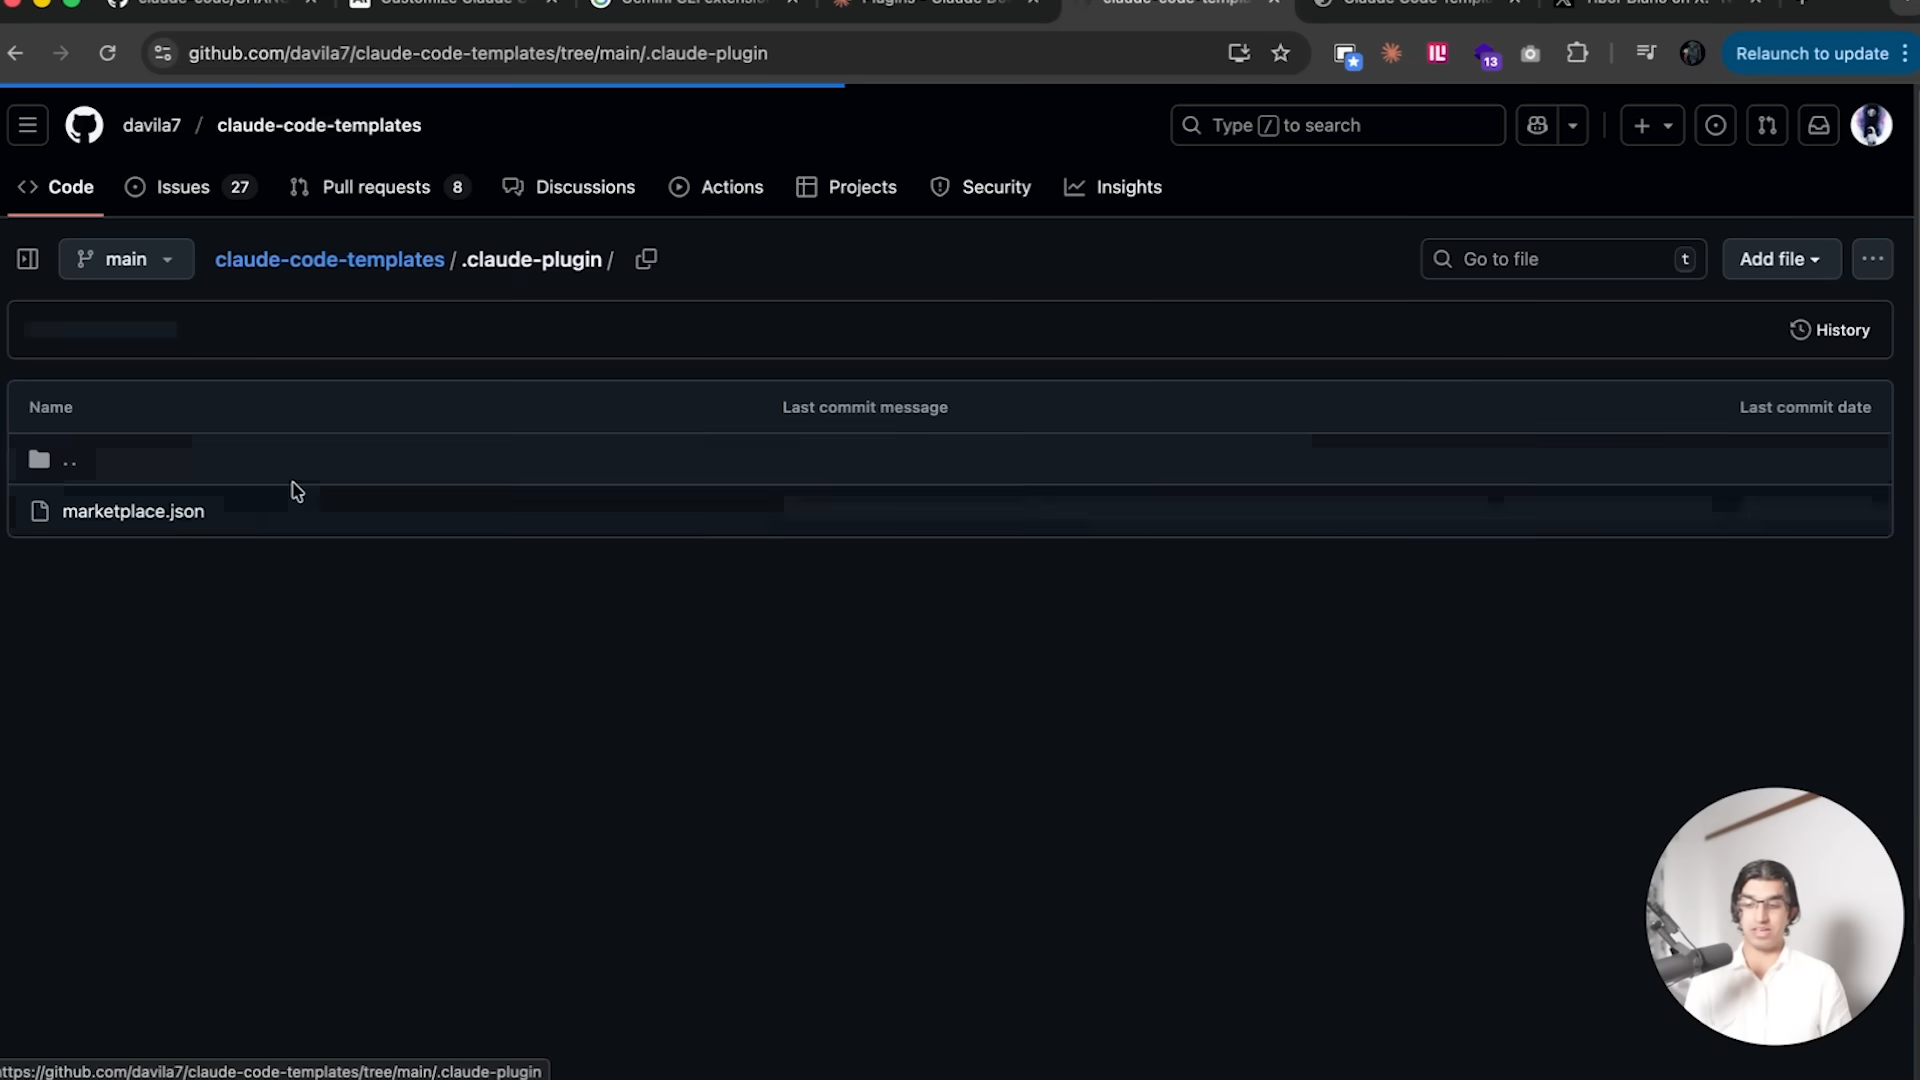 github.com/davila7/claude-code-templates/tree/main/.claude-plugin
13
Relaunch to update
davila7 / claude-code-templates
Type / to search
Code
Issues 27
Pull requests 8
Discussions
Actions
Projects
Security
Insights
main
claude-code-templates / .claude-plugin /
Go to file
t
Add file
History
Name
Last commit message
Last commit date
..
marketplace.json
ttps://github.com/davila7/claude-code-templates/tree/main/.claude-plugin